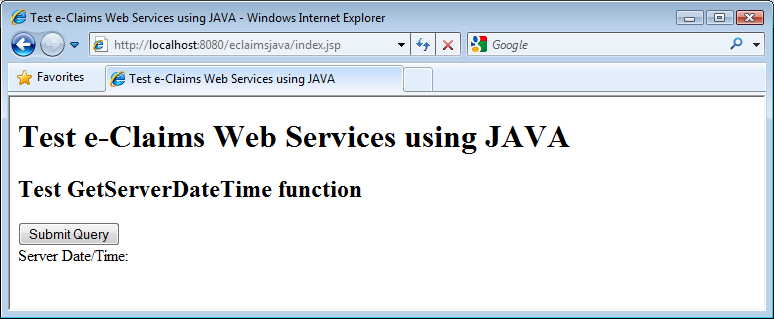 Test e-Claims Web Services using JAVA - Windows Internet Explorer
http://localhost:8080/eclaimsjava/index.jsp
Google
Favorites
Test e-Claims Web Services using JAVA
Test e-Claims Web Services using JAVA
Test GetServerDateTime function
Submit Query
Server Date/Time: